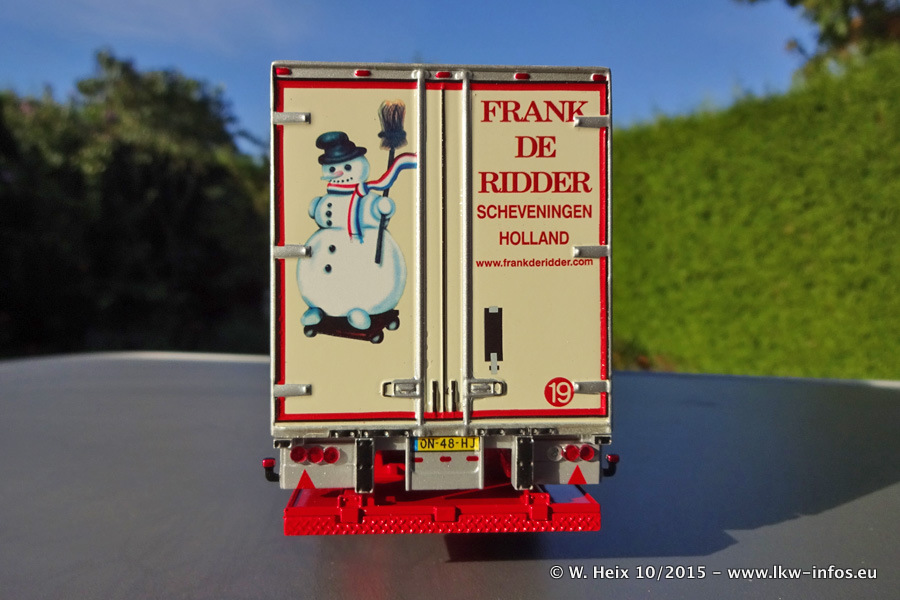 FRANK
DE
RIDDER
SCHEVENINGEN
HOLLAND
www.frankderidder.com
19
ON-48-HJ
© W. Heix 10/2015 - www.lkw-infos.eu